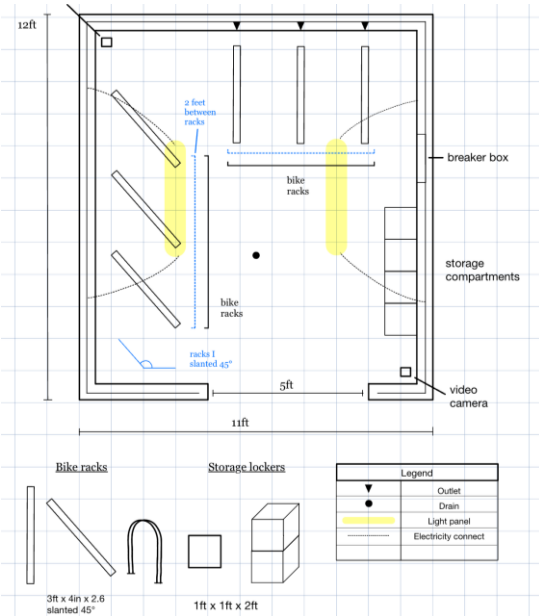 12ft
2 feet
between
racks
breaker box
bike
racks
storage
compartments
bike
racks
racks I
slanted 45°
5ft
video
camera
11ft
Bike racks
Storage lockers
Legend
Outlet
Drain
Light panel
Electricity connect
3ft x 4in x 2.6
slanted 45°
1ft x 1ft x 2ft